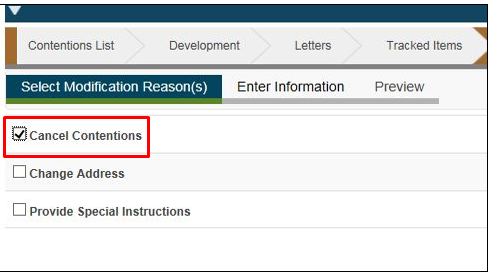 Contentions List Development Letters Tracked Items
Select Modification Reason(s) Enter Information Preview
Cancel Contentions
Change Address
Provide Special Instructions